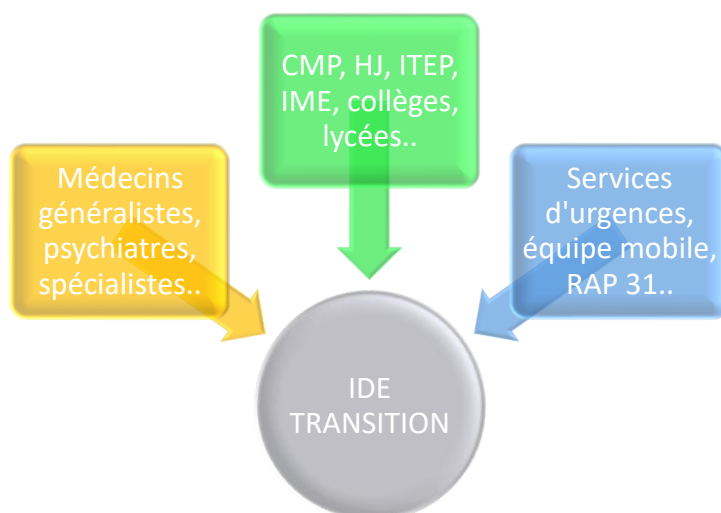 CMP, HJ, ITEP,
IME, collèges,
lycées..
Médecins
généralistes,
psychiatres,
spécialistes..
Services
d'urgences,
équipe mobile,
RAP 31..
IDE
TRANSITION